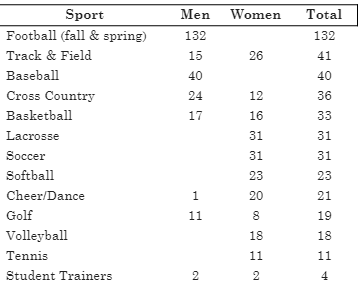 Sport Men Women Total
Football (fall & spring) 132 132
Track & Field 15 26 41
Baseball 40 40
Cross Country 24 12 36
Basketball 17 16 33
Lacrosse 31 31
Soccer 31 31
Softball 23 23
Cheer/Dance 1 20 21
Golf 11 8 19
Volleyball 18 18
Tennis 11 11
Student Trainers 2 2 4